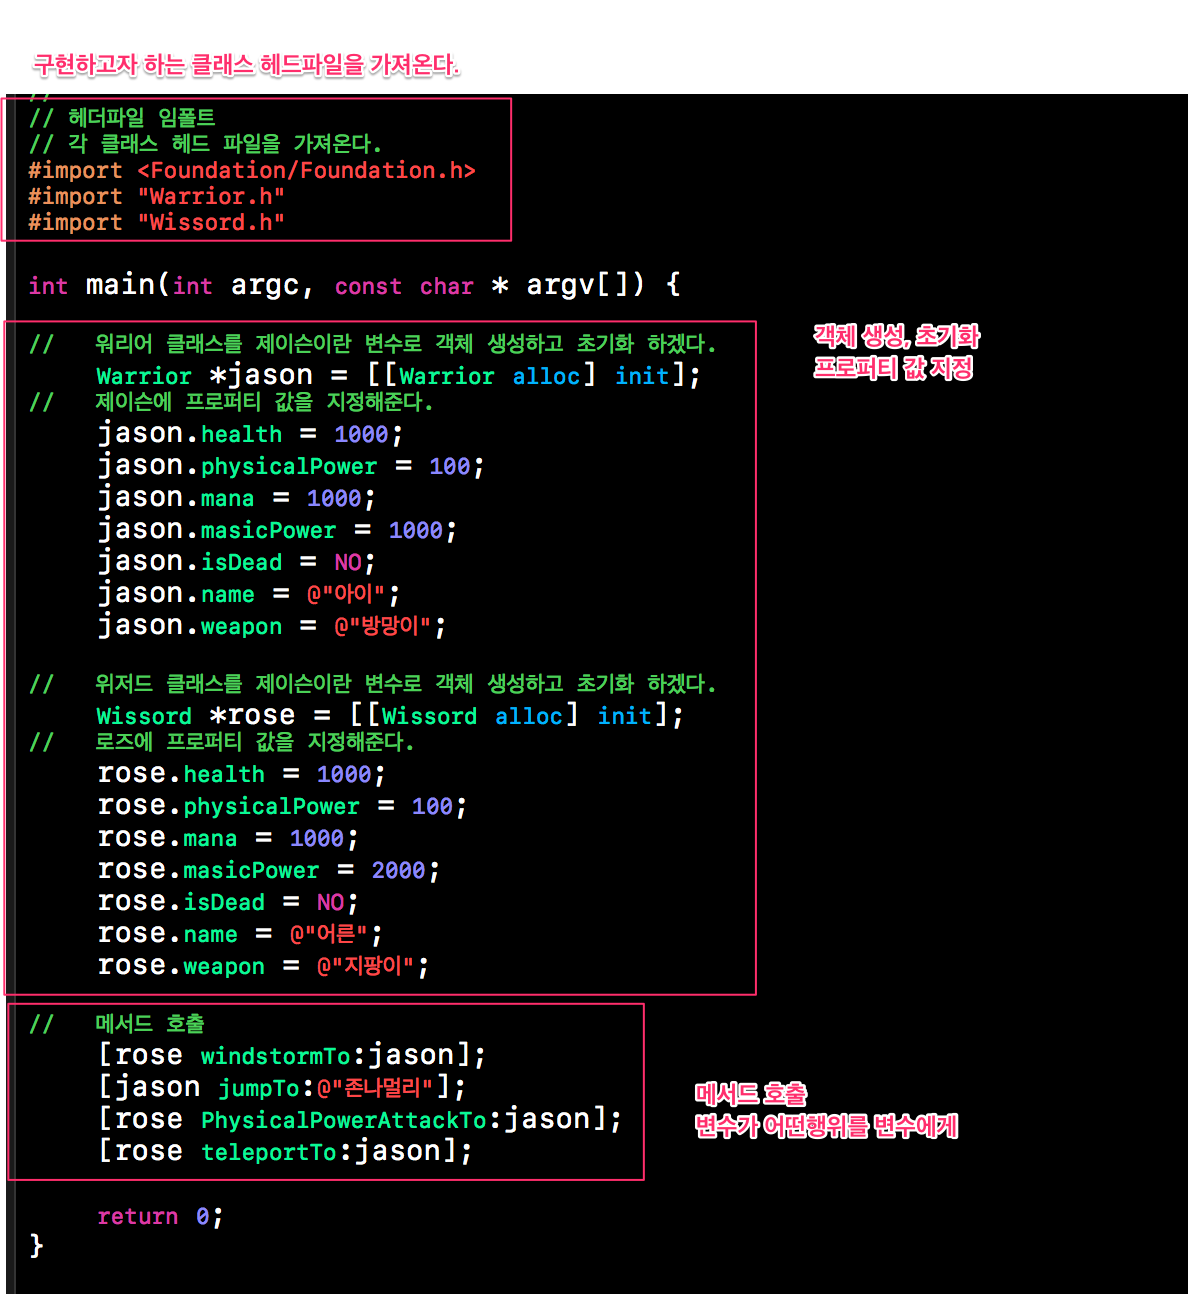 구현하고자 하는 클래스 헤드파일을 가져온다.
//
// 헤더파일 임폴트
// 각 클래스 헤드 파일을 가져온다.
#import <Foundation/Foundation.h>
#import "Warrior.h"
#import "Wissord.h"
int main(int argc, const char * argv[]) {
// 워리어 클래스를 제이슨이란 변수로 객체 생성하고 초기화 하겠다.
객체 생성, 초기화
프로퍼티 값 지정
Warrior *jason = [[Warrior alloc] init];
// 제이슨에 프로퍼티 값을 지정해준다.
jason.health = 1000;
jason.physicalPower = 100;
jason.mana = 1000;
jason.masicPower = 1000;
jason.isDead = NO;
jason.name = @"아이";
jason.weapon = @"방망이";
// 위저드 클래스를 제이슨이란 변수로 객체 생성하고 초기화 하겠다.
Wissord *rose = [[Wissord alloc] init];
// 로즈에 프로퍼티 값을 지정해준다.
rose.health = 1000;
rose.physicalPower = 100;
rose.mana = 1000;
rose.masicPower = 2000;
rose.isDead = NO;
rose.name = @"어른";
rose.weapon = @"지팡이";
// 메서드 호출
[rose windstormTo:jason];
[jason jumpTo:@"존나멀리"];
[rose PhysicalPowerAttackTo:jason];
[rose teleportTo:jason];
메서드 호출
변수가 어떤행위를 변수에게
return 0;
}